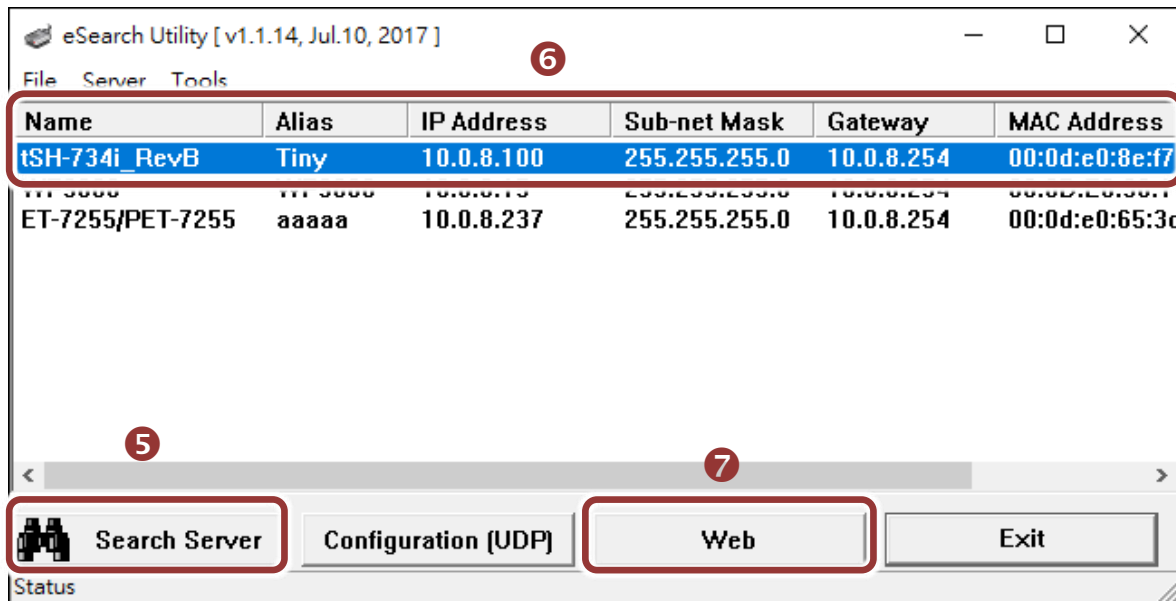 eSearch Utility [ v1.1.14, Jul.10, 2017 ]
6
File Server Tools
Name Alias IP Address Sub-net Mask Gateway MAC Address
tSH-734i_RevB Tiny 10.0.8.100 255.255.255.0 10.0.8.254 00:0d:e0:8e:f7
ET-7255/PET-7255 aaaaa 10.0.8.237 255.255.255.0 10.0.8.254 00:0d:e0:65:3d
5
7
Search Server Configuration (UDP) Web Exit
Status